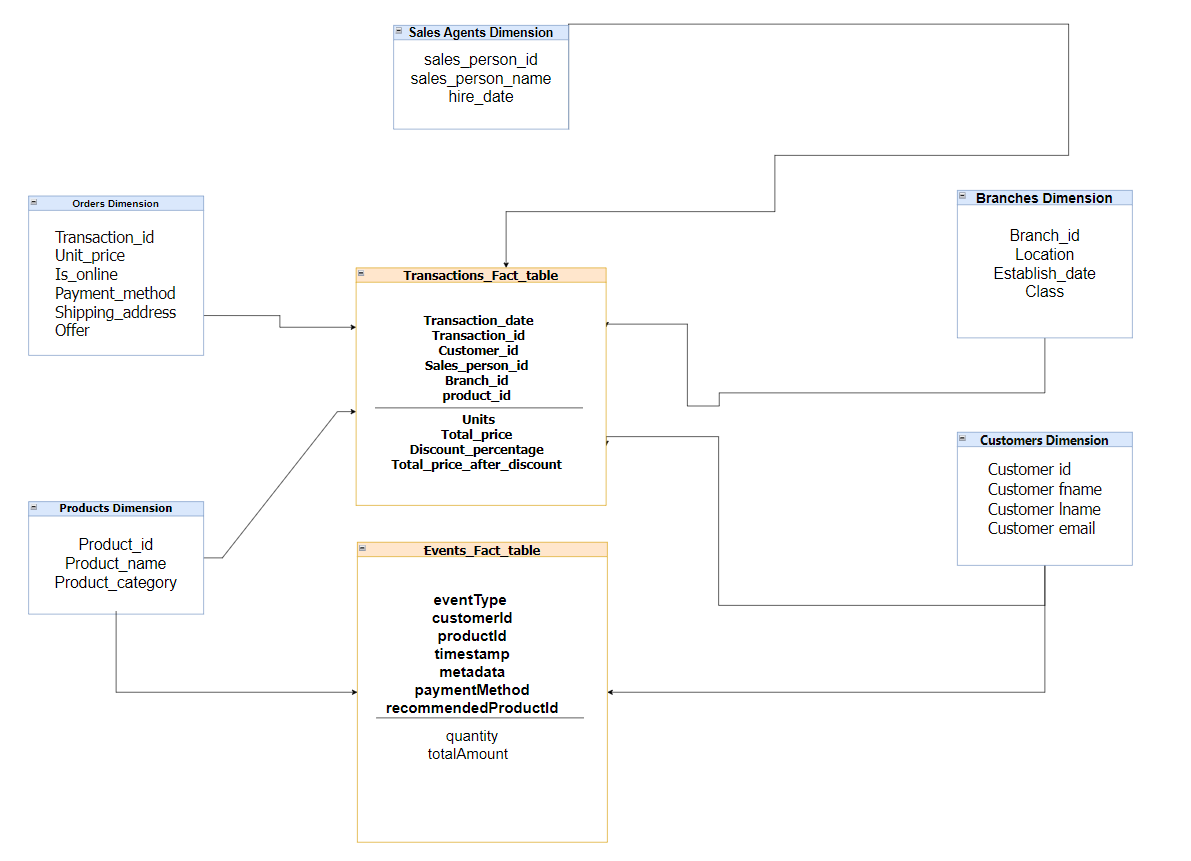 Sales Agents Dimension
sales_person_id
sales_person_name
hire_date
Orders Dimension
Transaction_id
Unit_price
Is_online
Payment_method
Shipping_address
Offer
Branches Dimension
Branch_id
Location
Establish_date
Class
Transactions_Fact_table
Transaction_date
Transaction_id
Customer_id
Sales_person_id
Branch_id
product_id
Units
Total_price
Discount_percentage
Total_price_after_discount
Customers Dimension
Customer id
Customer fname
Customer lname
Customer email
Products Dimension
Product_id
Product_name
Product_category
Events_Fact_table
eventType
customerId
productId
timestamp
metadata
paymentMethod
recommendedProductId
quantity
totalAmount